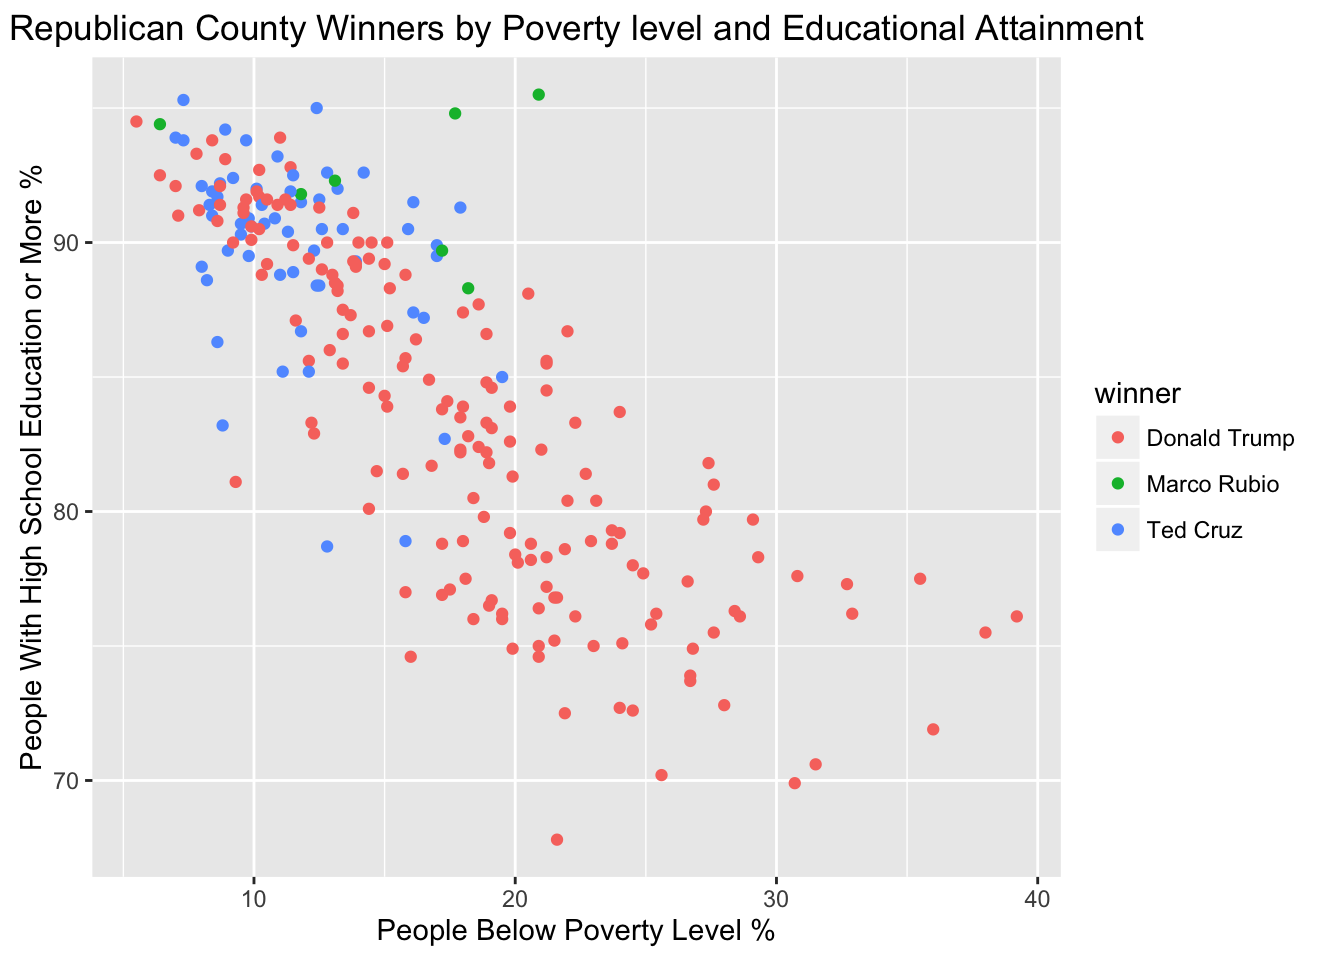 Republican County Winners by Poverty level and Educational Attainment
People With High School Education or More %
90
80
70
10 20 30 40
People Below Poverty Level %
winner
Donald Trump
Marco Rubio
Ted Cruz